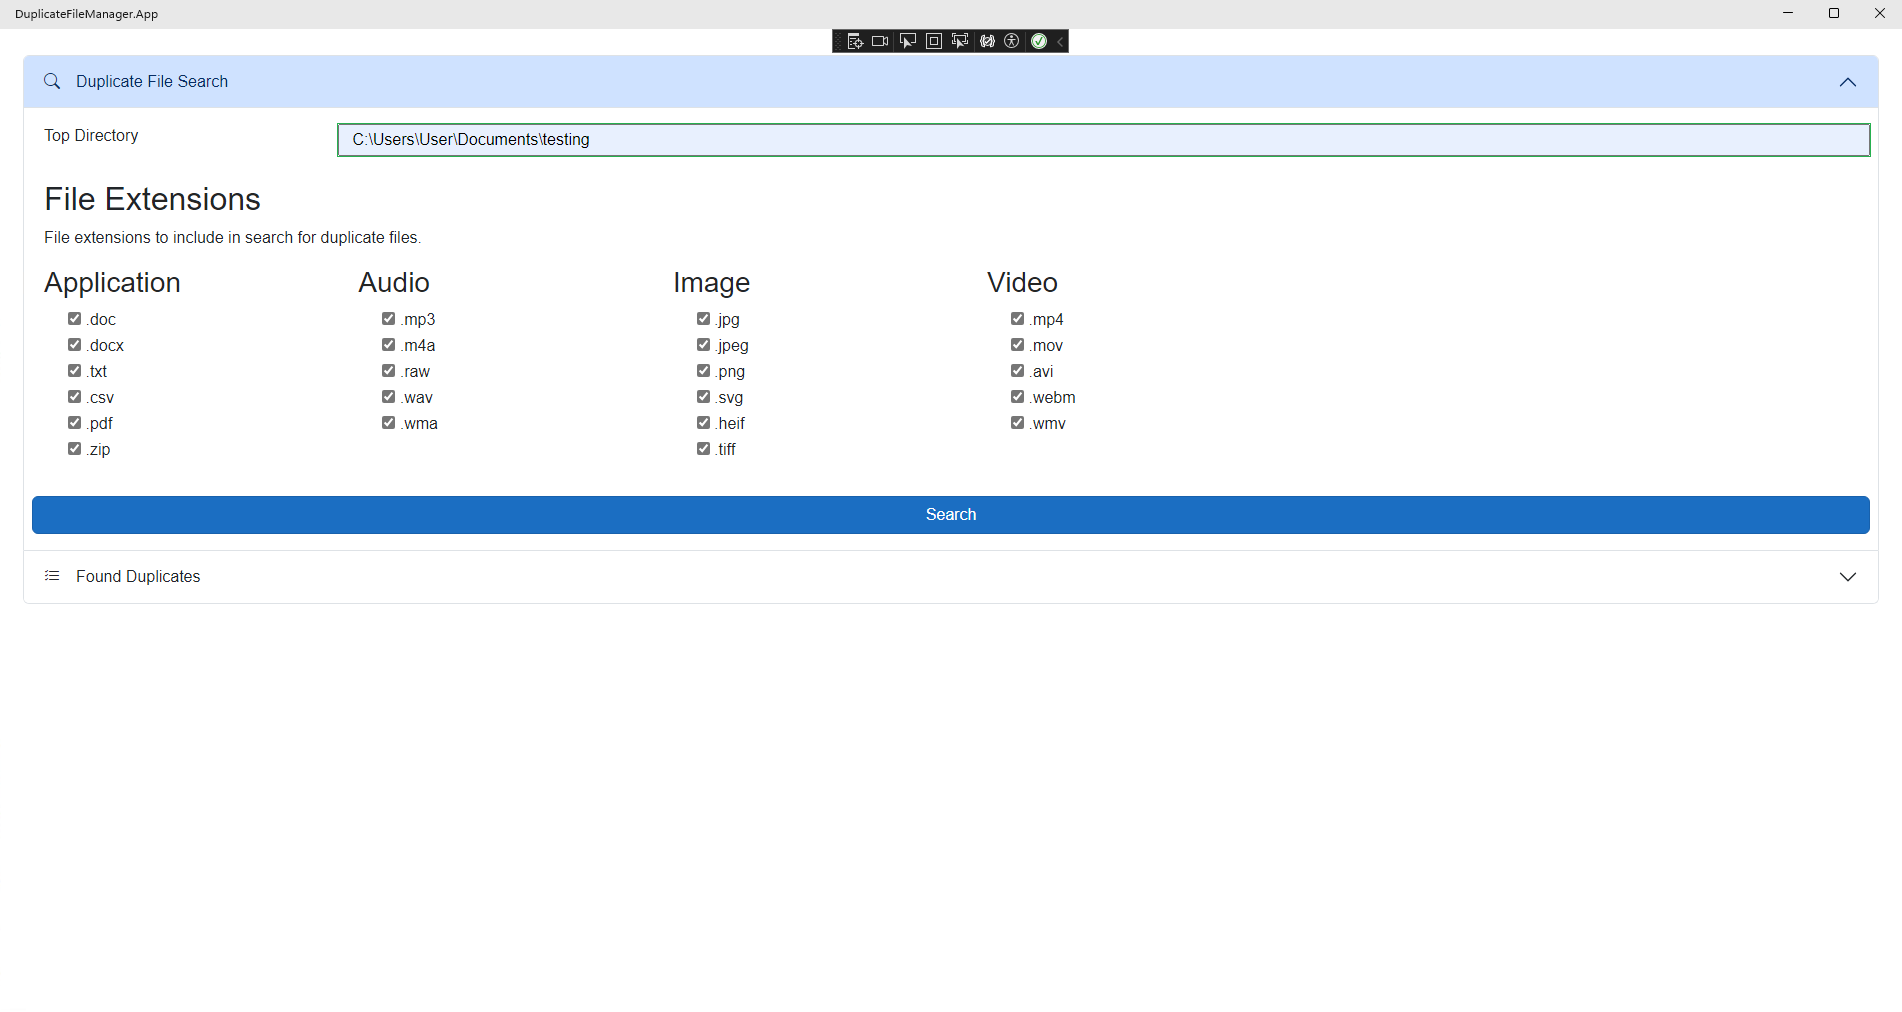 DuplicateFileManager.App
Duplicate File Search
Top Directory
C:\Users\User\Documents\testing
File Extensions
File extensions to include in search for duplicate files.
Application
.doc
.docx
.txt
.csv
.pdf
.zip
Audio
.mp3
.m4a
.raw
.wav
.wma
Image
.jpg
.jpeg
.png
.svg
.heif
.tiff
Video
.mp4
.mov
.avi
.webm
.wmv
Search
Found Duplicates